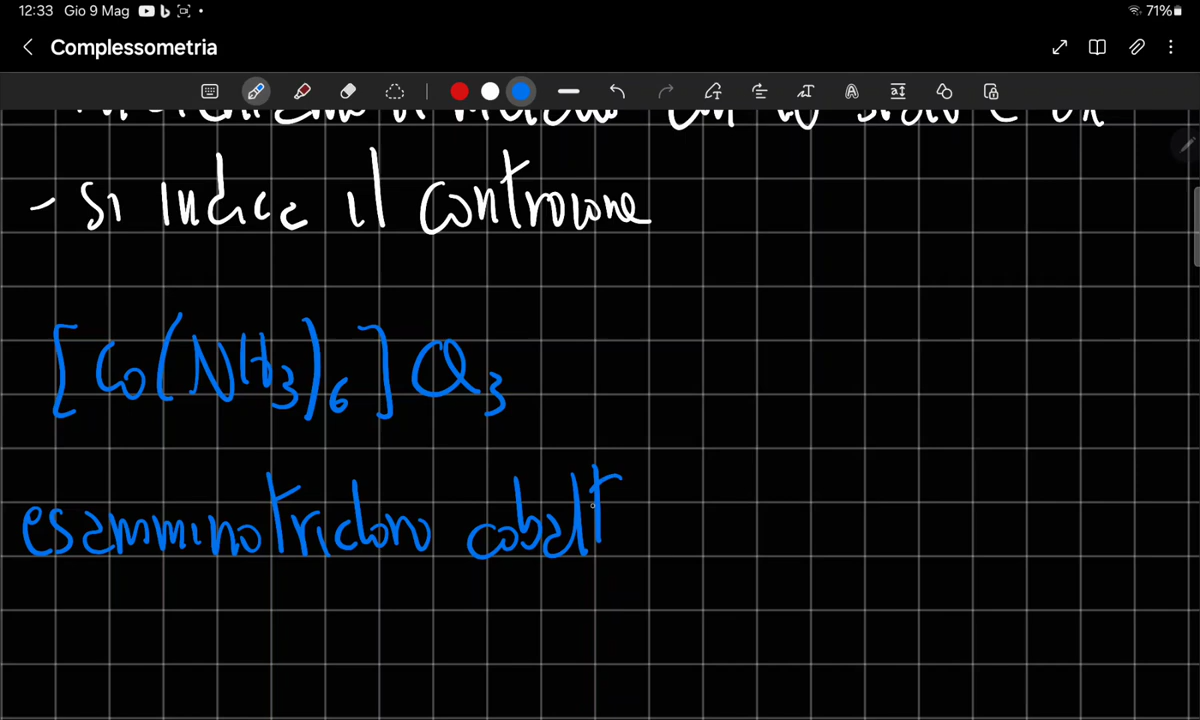 12:33 Gio 9 Mag
71%
Complessometria
- si indica il controione
[Co(NH3)6]Cl3
esamminotricloro cobalt